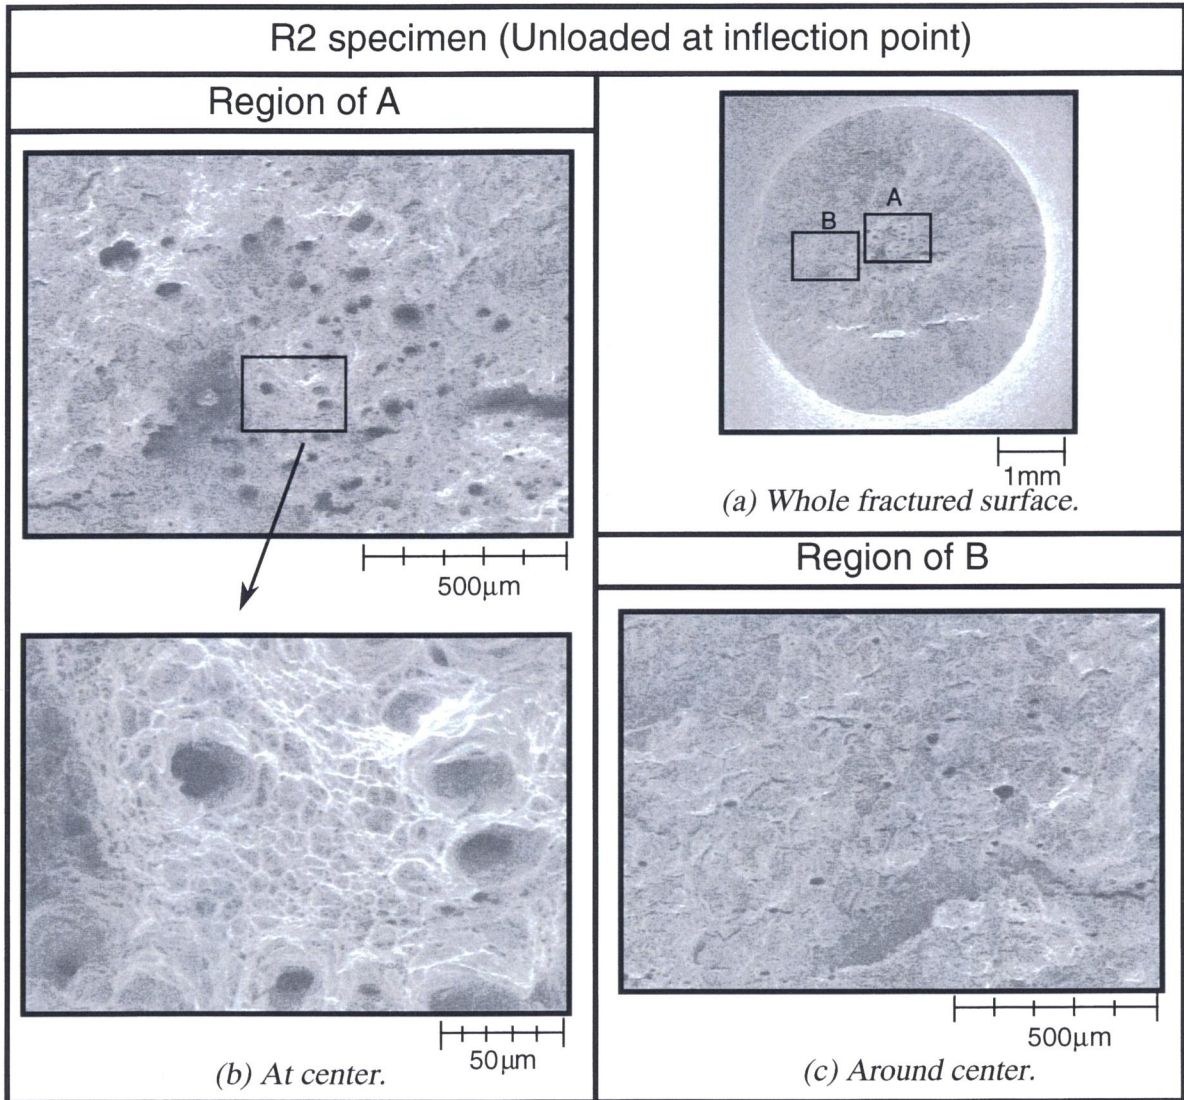 R2 specimen (Unloaded at inflection point)
Region of A
500μm
50μm
(b) At center.
A
B
1mm
(a) Whole fractured surface.
Region of B
500μm
(c) Around center.